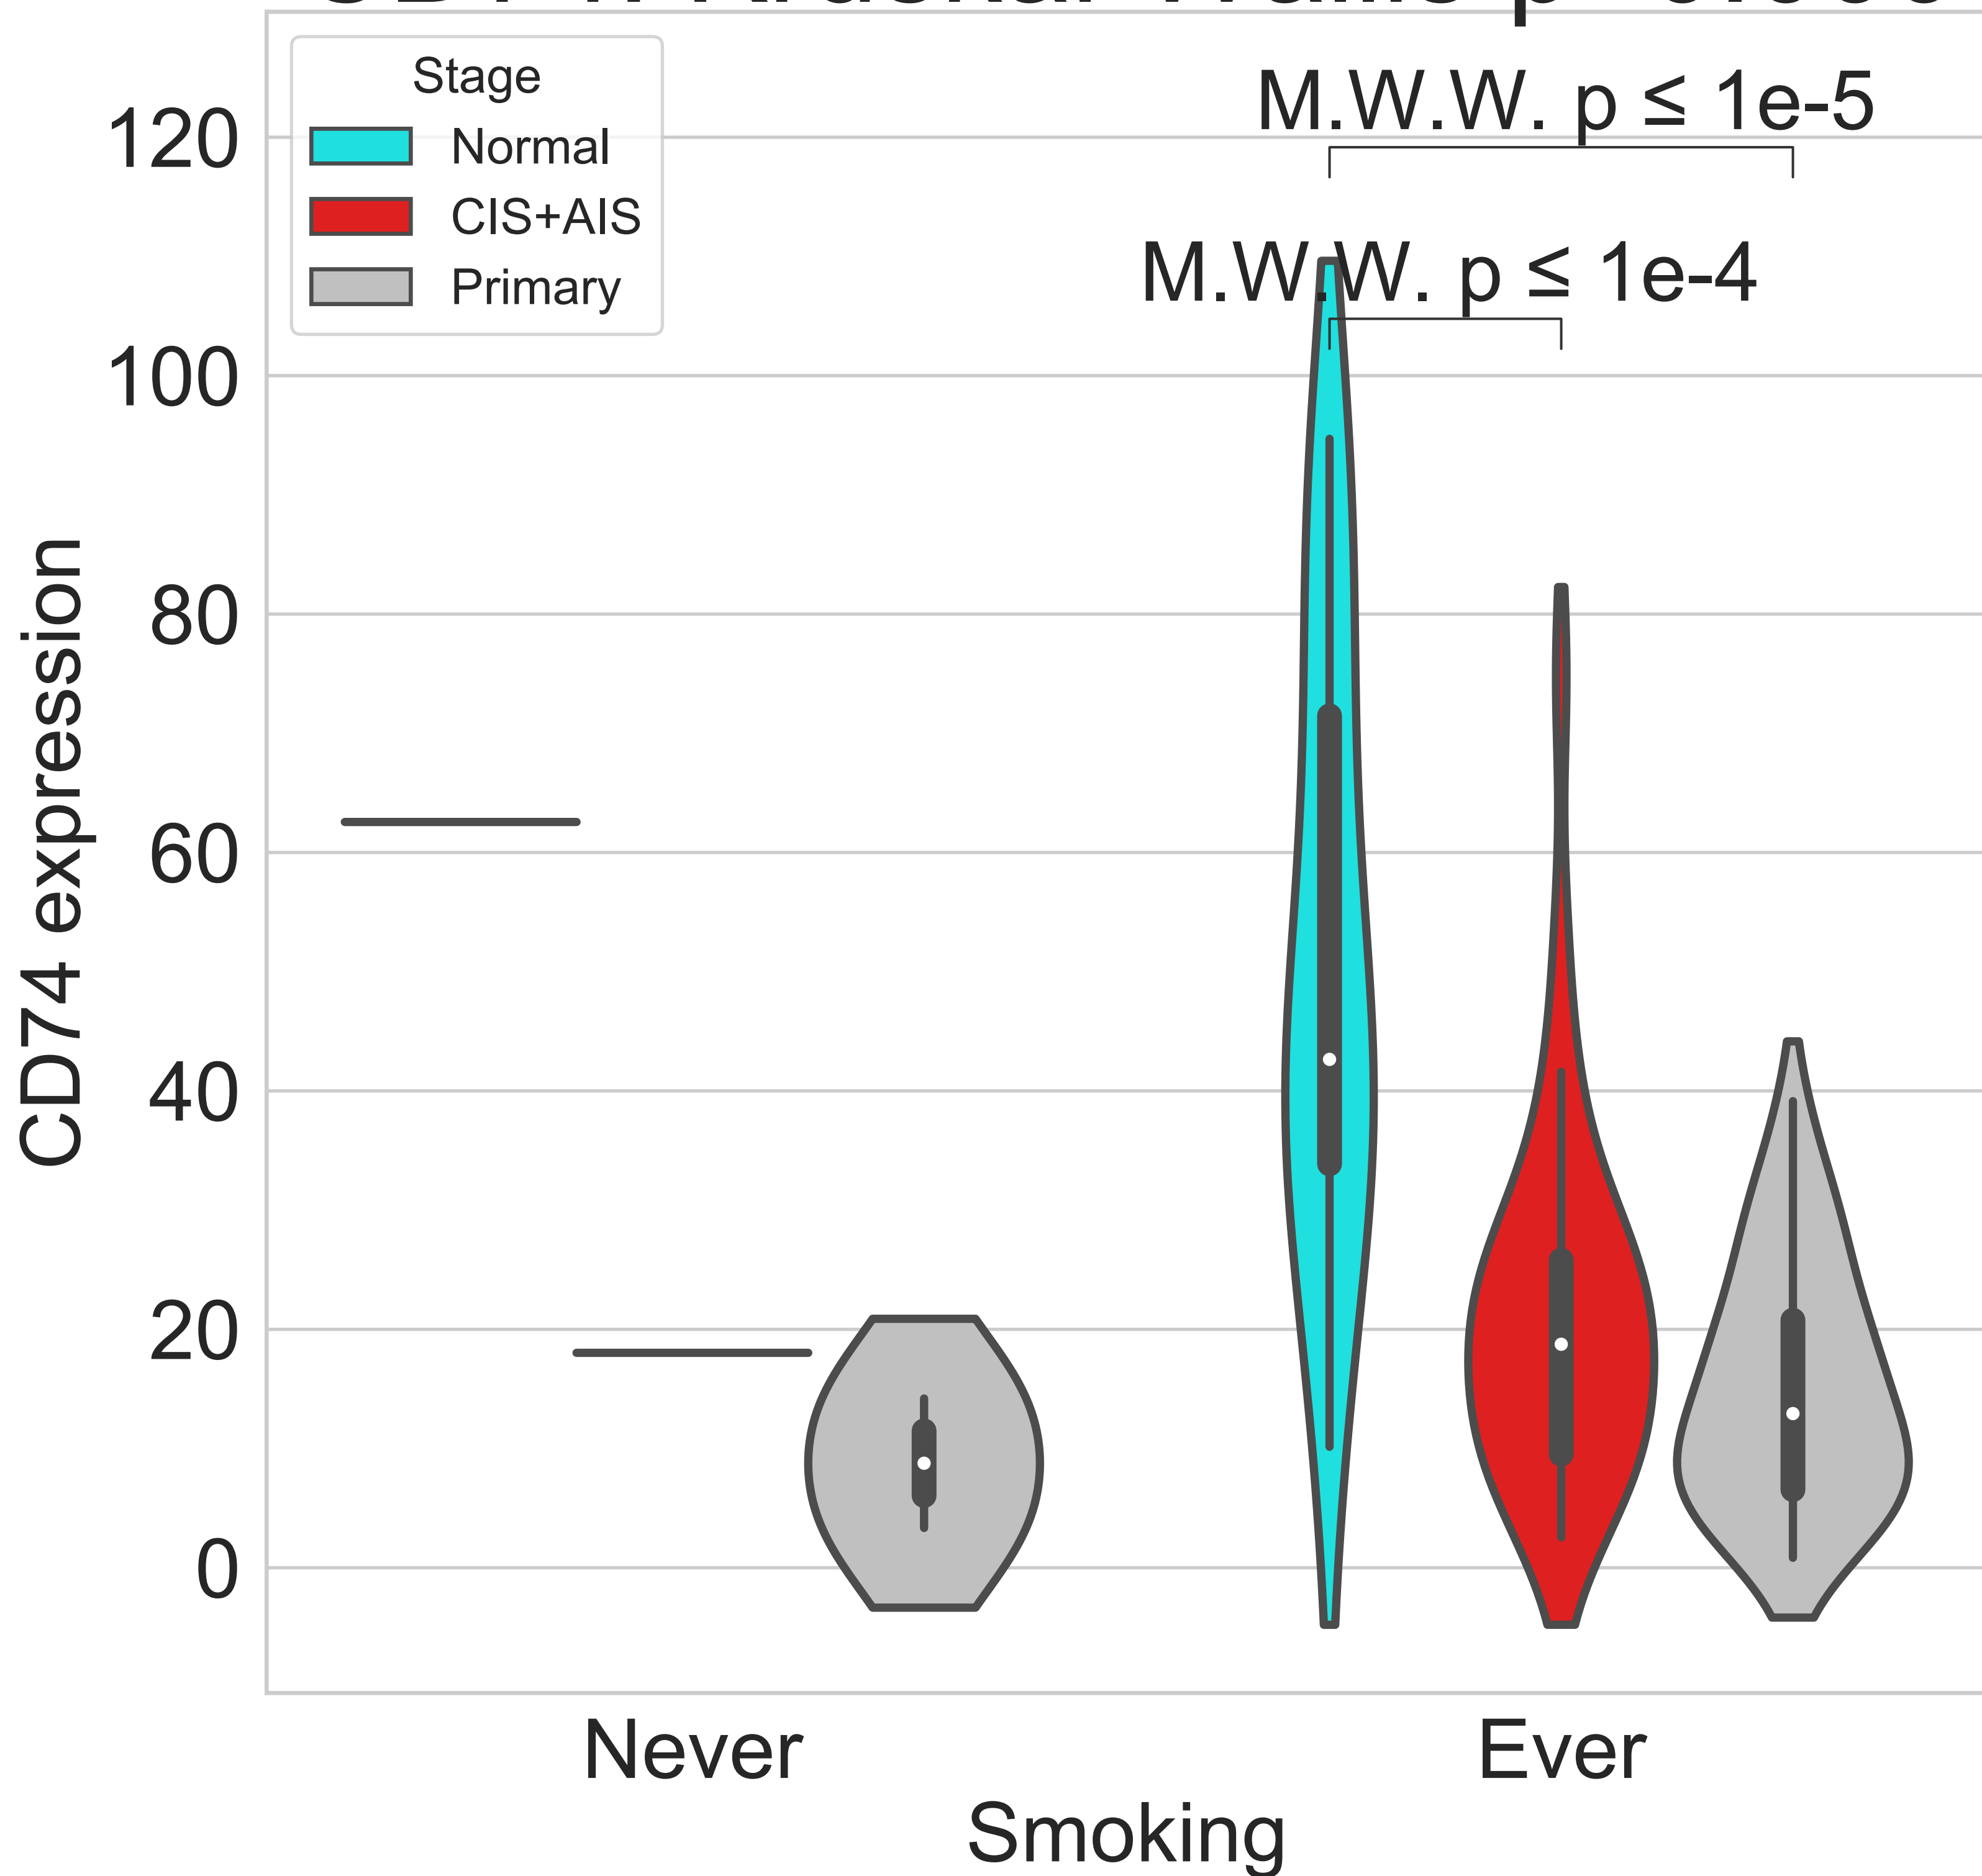 M.W.W. p ≤ 1e-5
M.W.W. p ≤ 1e-4
Stage
Normal
CIS+AIS
Primary
120
100
80
60
40
20
0
CD74 expression
Never
Ever
Smoking